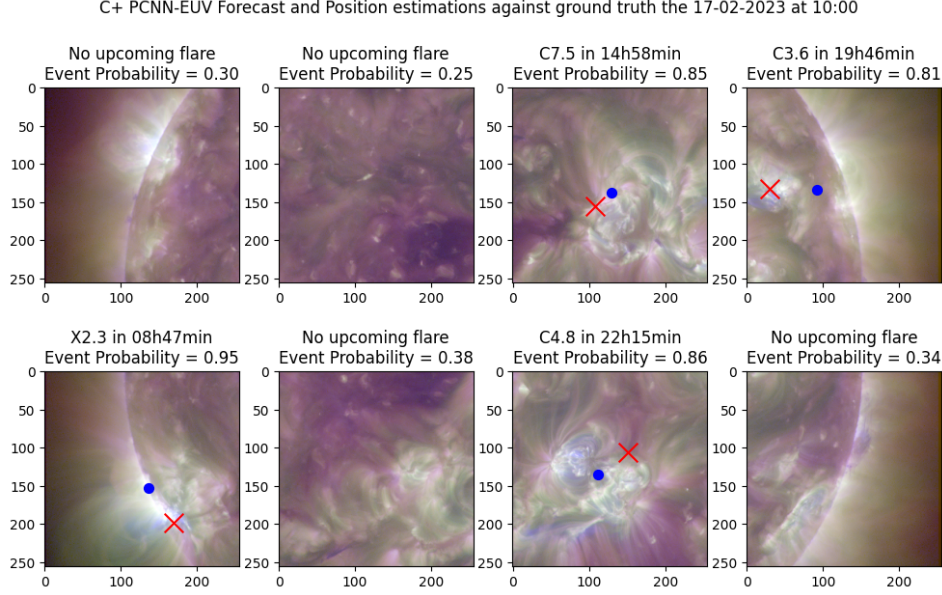 C+ PCNN-EUV Forecast and Position estimations against ground truth the 17-02-2023 at 10:00
No upcoming flare
Event Probability = 0.30
No upcoming flare
Event Probability = 0.25
C7.5 in 14h58min
Event Probability = 0.85
C3.6 in 19h46min
Event Probability = 0.81
0
50
100
150
200
250
0 100 200
0
50
100
150
200
250
0 100 200
0
50
100
150
200
250
0 100 200
0
50
100
150
200
250
0 100 200
X2.3 in 08h47min
Event Probability = 0.95
No upcoming flare
Event Probability = 0.38
C4.8 in 22h15min
Event Probability = 0.86
No upcoming flare
Event Probability = 0.34
0
50
100
150
200
250
0 100 200
0
50
100
150
200
250
0 100 200
0
50
100
150
200
250
0 100 200
0
50
100
150
200
250
0 100 200